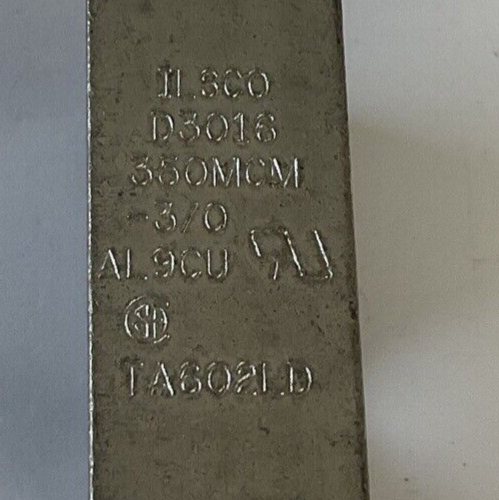 ILSCO
D3016
350MCM
-3/0
AL9CU
TA602LD